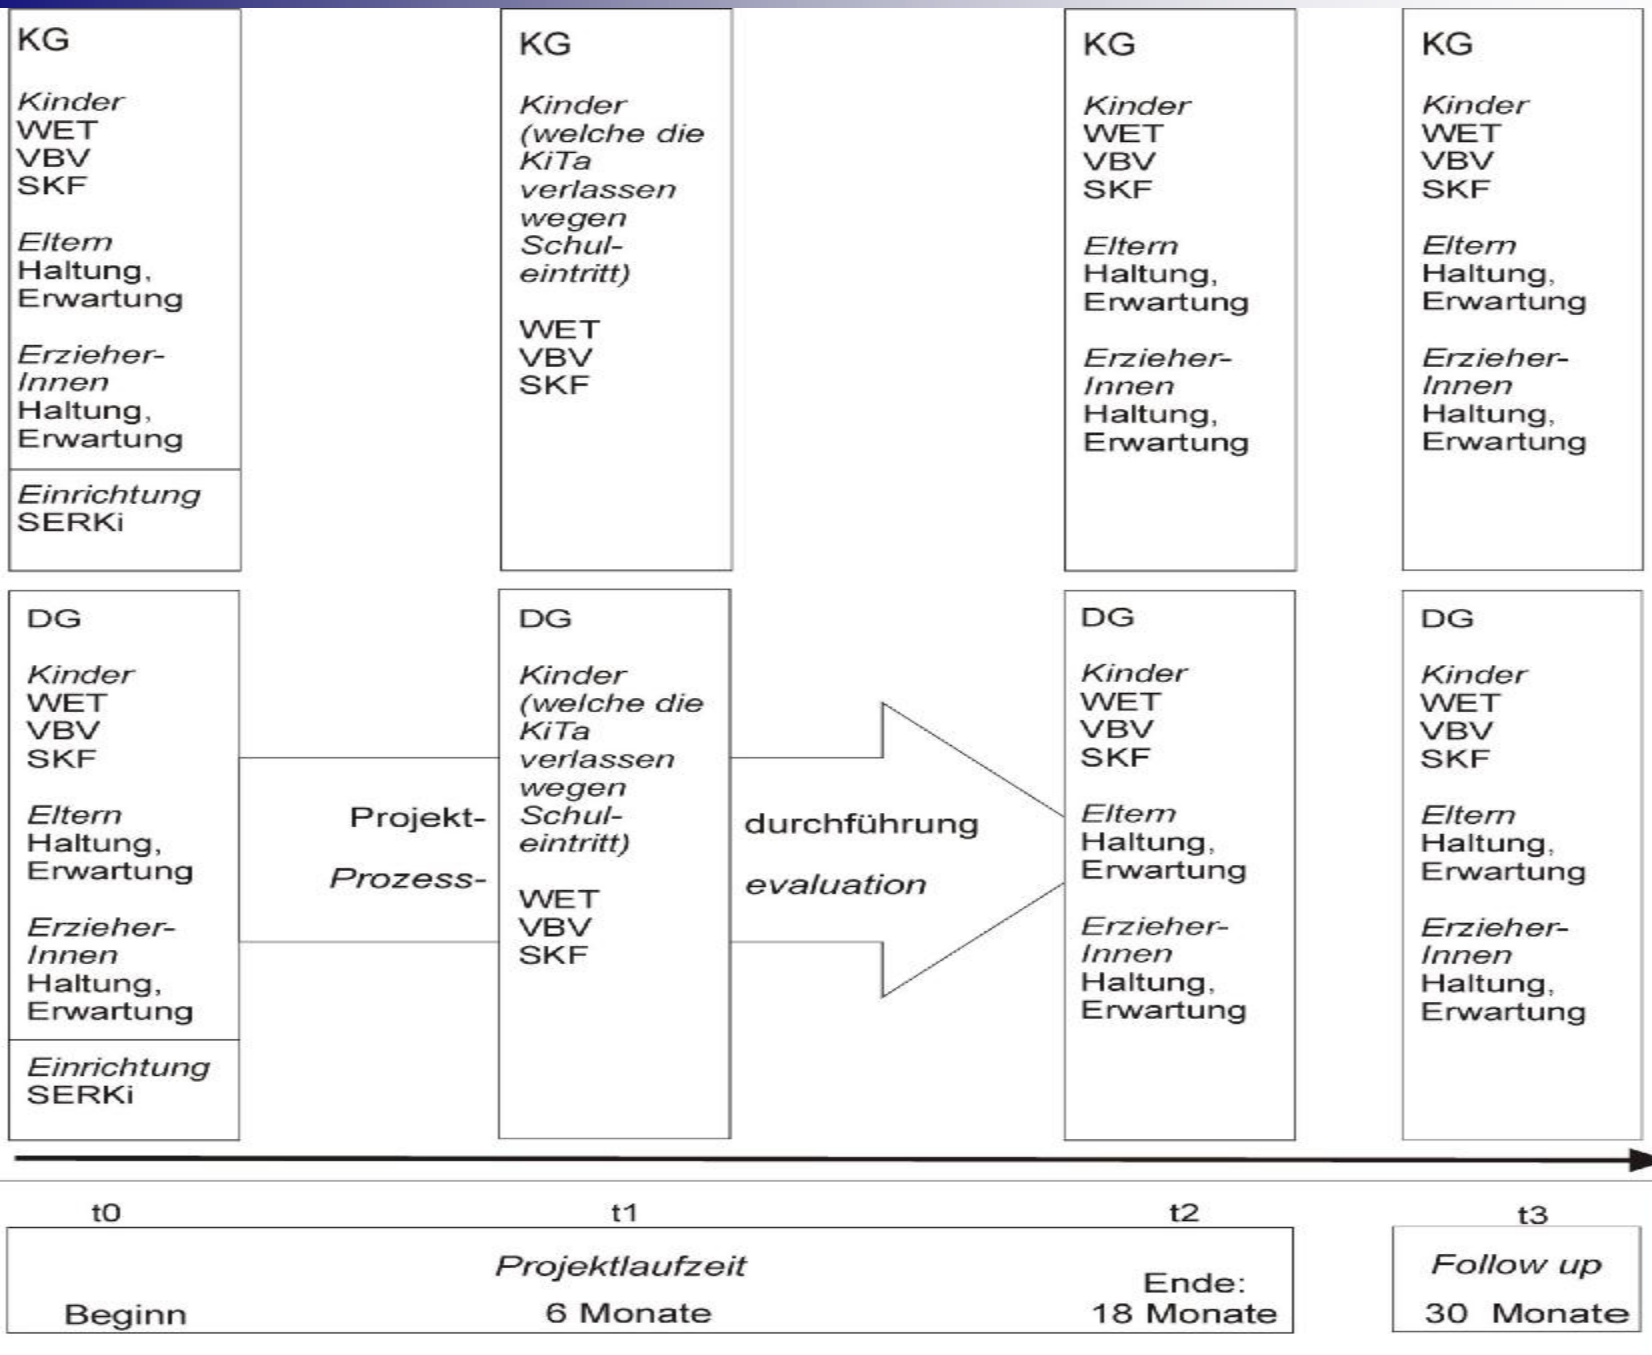 KG
Kinder
WET
VBV
SKF
Eltern
Haltung,
Erwartung
Erzieher-
Innen
Haltung,
Erwartung
Einrichtung
SERKi
KG
Kinder
(welche die
KiTa
verlassen
wegen
Schul-
eintritt)
WET
VBV
SKF
KG
Kinder
WET
VBV
SKF
Eltern
Haltung,
Erwartung
Erzieher-
Innen
Haltung,
Erwartung
KG
Kinder
WET
VBV
SKF
Eltern
Haltung,
Erwartung
Erzieher-
Innen
Haltung,
Erwartung
DG
Kinder
WET
VBV
SKF
Eltern
Haltung,
Erwartung
Erzieher-
Innen
Haltung,
Erwartung
Einrichtung
SERKi
Projekt-
Prozess-
DG
Kinder
(welche die
KiTa
verlassen
wegen
Schul-
eintritt)
WET
VBV
SKF
durchführung
evaluation
DG
Kinder
WET
VBV
SKF
Eltern
Haltung,
Erwartung
Erzieher-
Innen
Haltung,
Erwartung
DG
Kinder
WET
VBV
SKF
Eltern
Haltung,
Erwartung
Erzieher-
Innen
Haltung,
Erwartung
t0 t1 t2 t3
Projektlaufzeit
Beginn
6 Monate
Ende:
18 Monate
Follow up
30 Monate